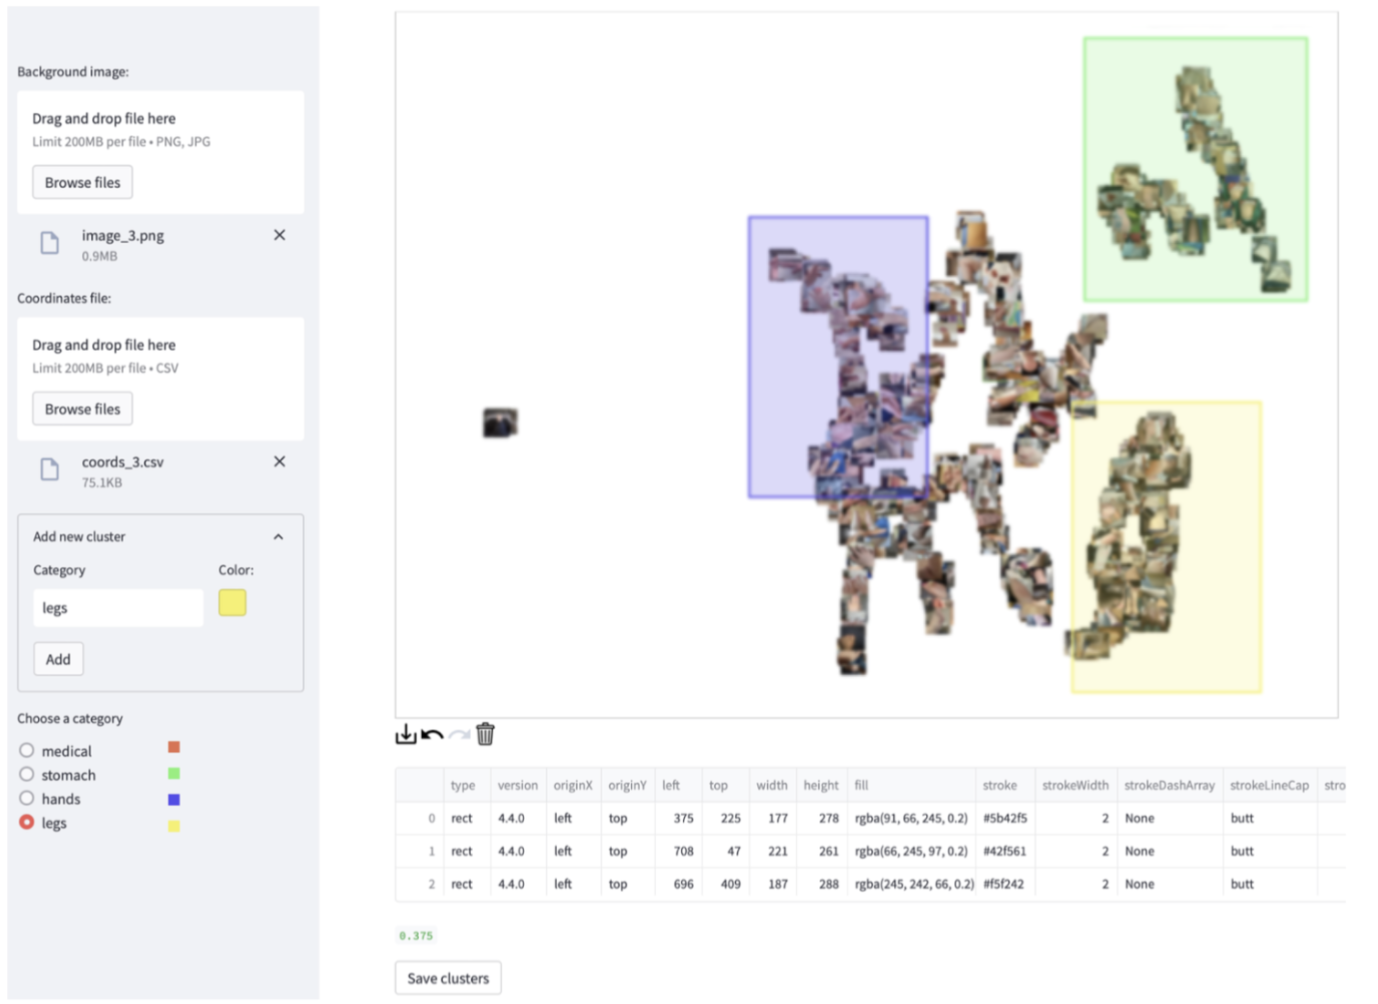 Background image:
Drag and drop file here
Limit 200MB per file • PNG, JPG
Browse files
image_3.png
0.9MB
Coordinates file:
Drag and drop file here
Limit 200MB per file • CSV
Browse files
coords_3.csv
75.1KB
Add new cluster
Category Color:
legs
Add
Choose a category
medical
stomach
hands
legs
type version originX originY left top width height fill stroke strokeWidth strokeDashArray strokeLineCap stro
0 rect 4.4.0 left top 375 225 177 278 rgba(91, 66, 245, 0.2) #5b42f5 2 None butt
1 rect 4.4.0 left top 708 47 221 261 rgba(66, 245, 97, 0.2) #42f561 2 None butt
2 rect 4.4.0 left top 696 409 187 288 rgba(245, 242, 66, 0.2) #f5f242 2 None butt
0.375
Save clusters